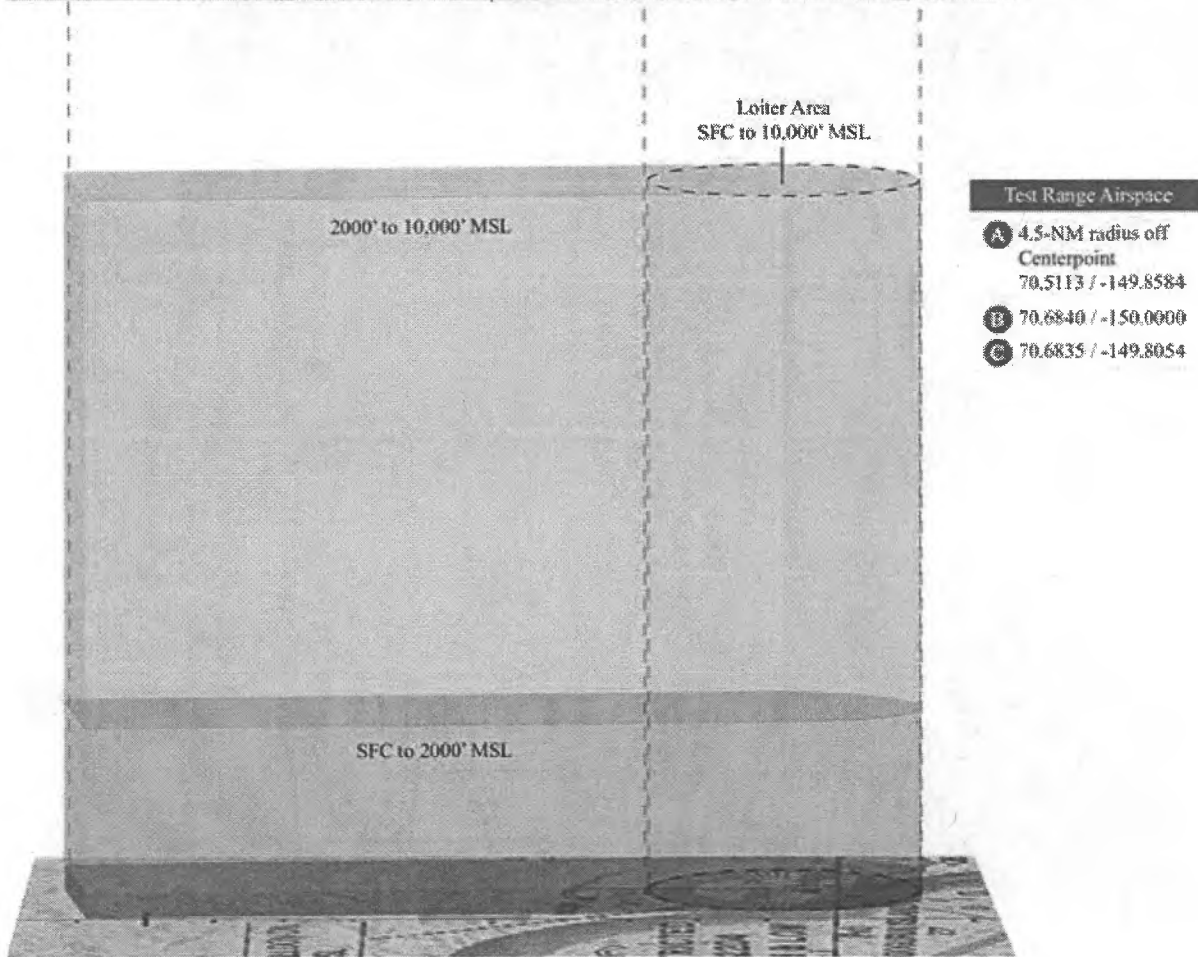 Loiter Area
SFC to 10,000' MSL
2000' to 10,000' MSL
Test Range Airspace
A 4.5-NM radius off
Centerpoint
70.5113 / -149.8584
B 70.6840 / -150.0000
C 70.6835 / -149.8054
SFC to 2000' MSL